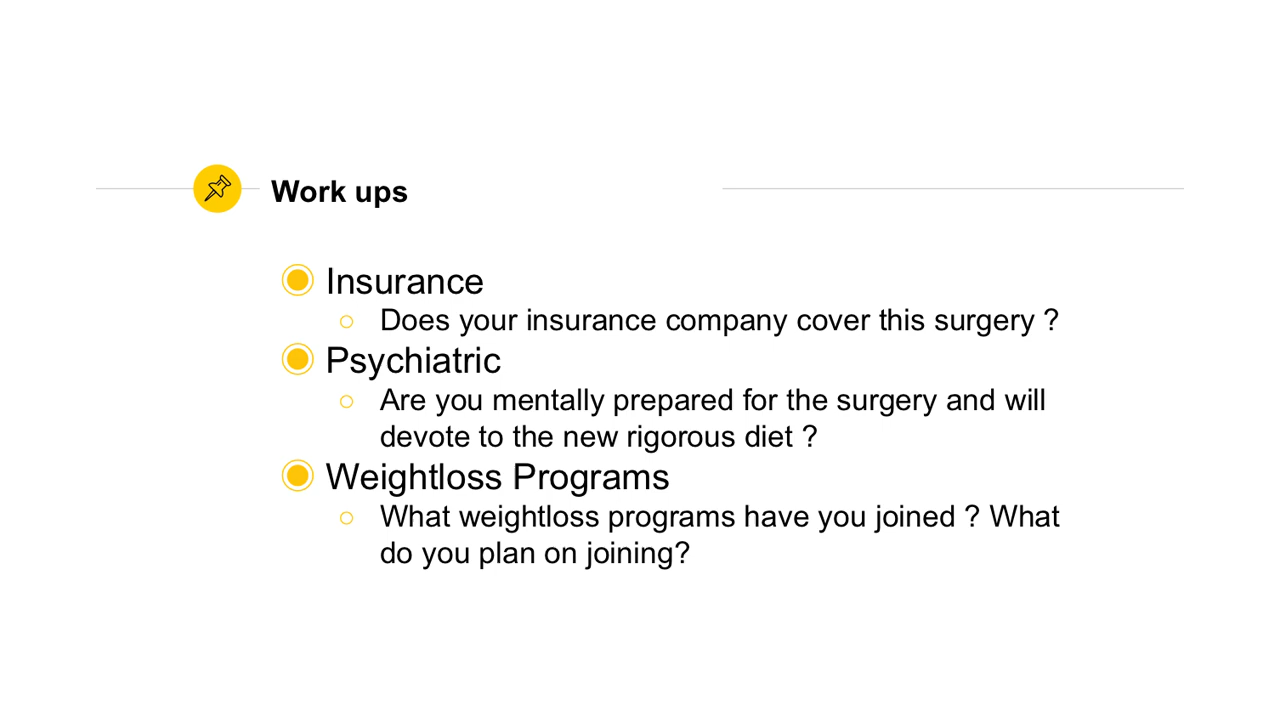 Work ups
Insurance
Does your insurance company cover this surgery ?
Psychiatric
Are you mentally prepared for the surgery and will
devote to the new rigorous diet ?
Weightloss Programs
What weightloss programs have you joined ? What
do you plan on joining?